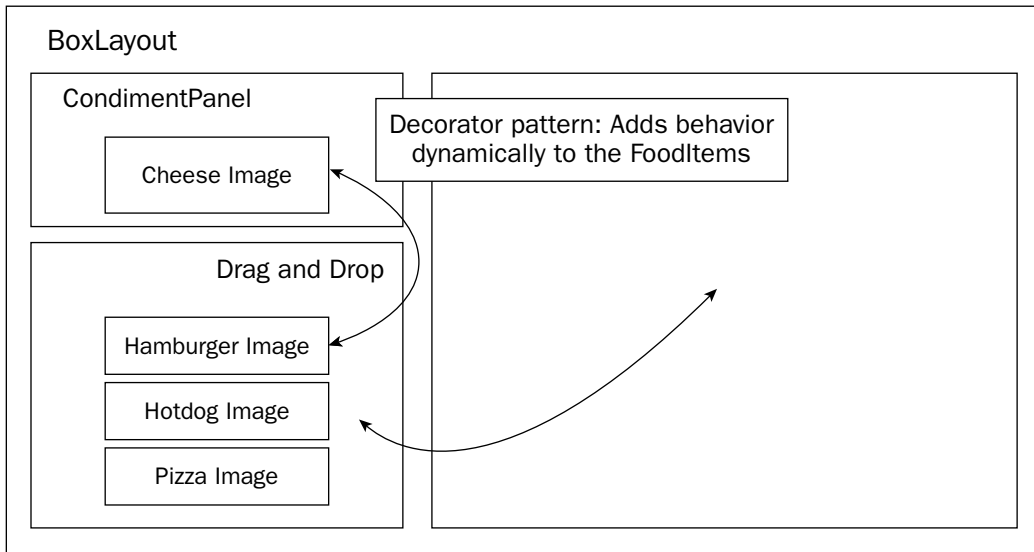 BoxLayout
CondimentPanel
Cheese Image
Decorator pattern: Adds behavior
dynamically to the FoodItems
Drag and Drop
Hamburger Image
Hotdog Image
Pizza Image